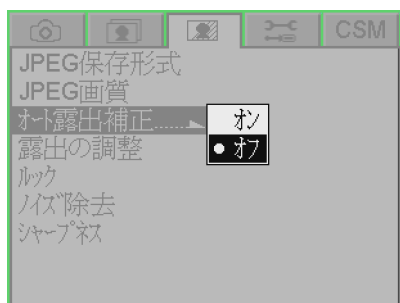 CSM
JPEG保存形式
JPEG画質
オート露出補正
オン
露出の調整
オフ
ルック
ノイズ除去
シャープネス